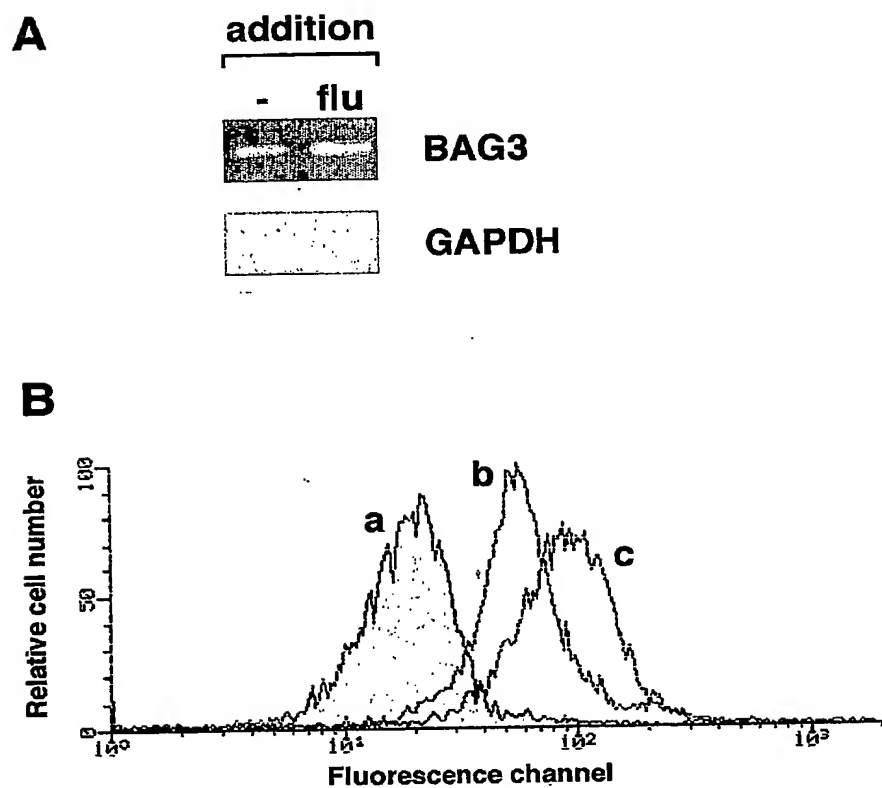 A
addition
- flu
BAG3
GAPDH
B
Relative cell number
100
50
0
a
b
c
10⁰ 10¹ 10² 10³
Fluorescence channel